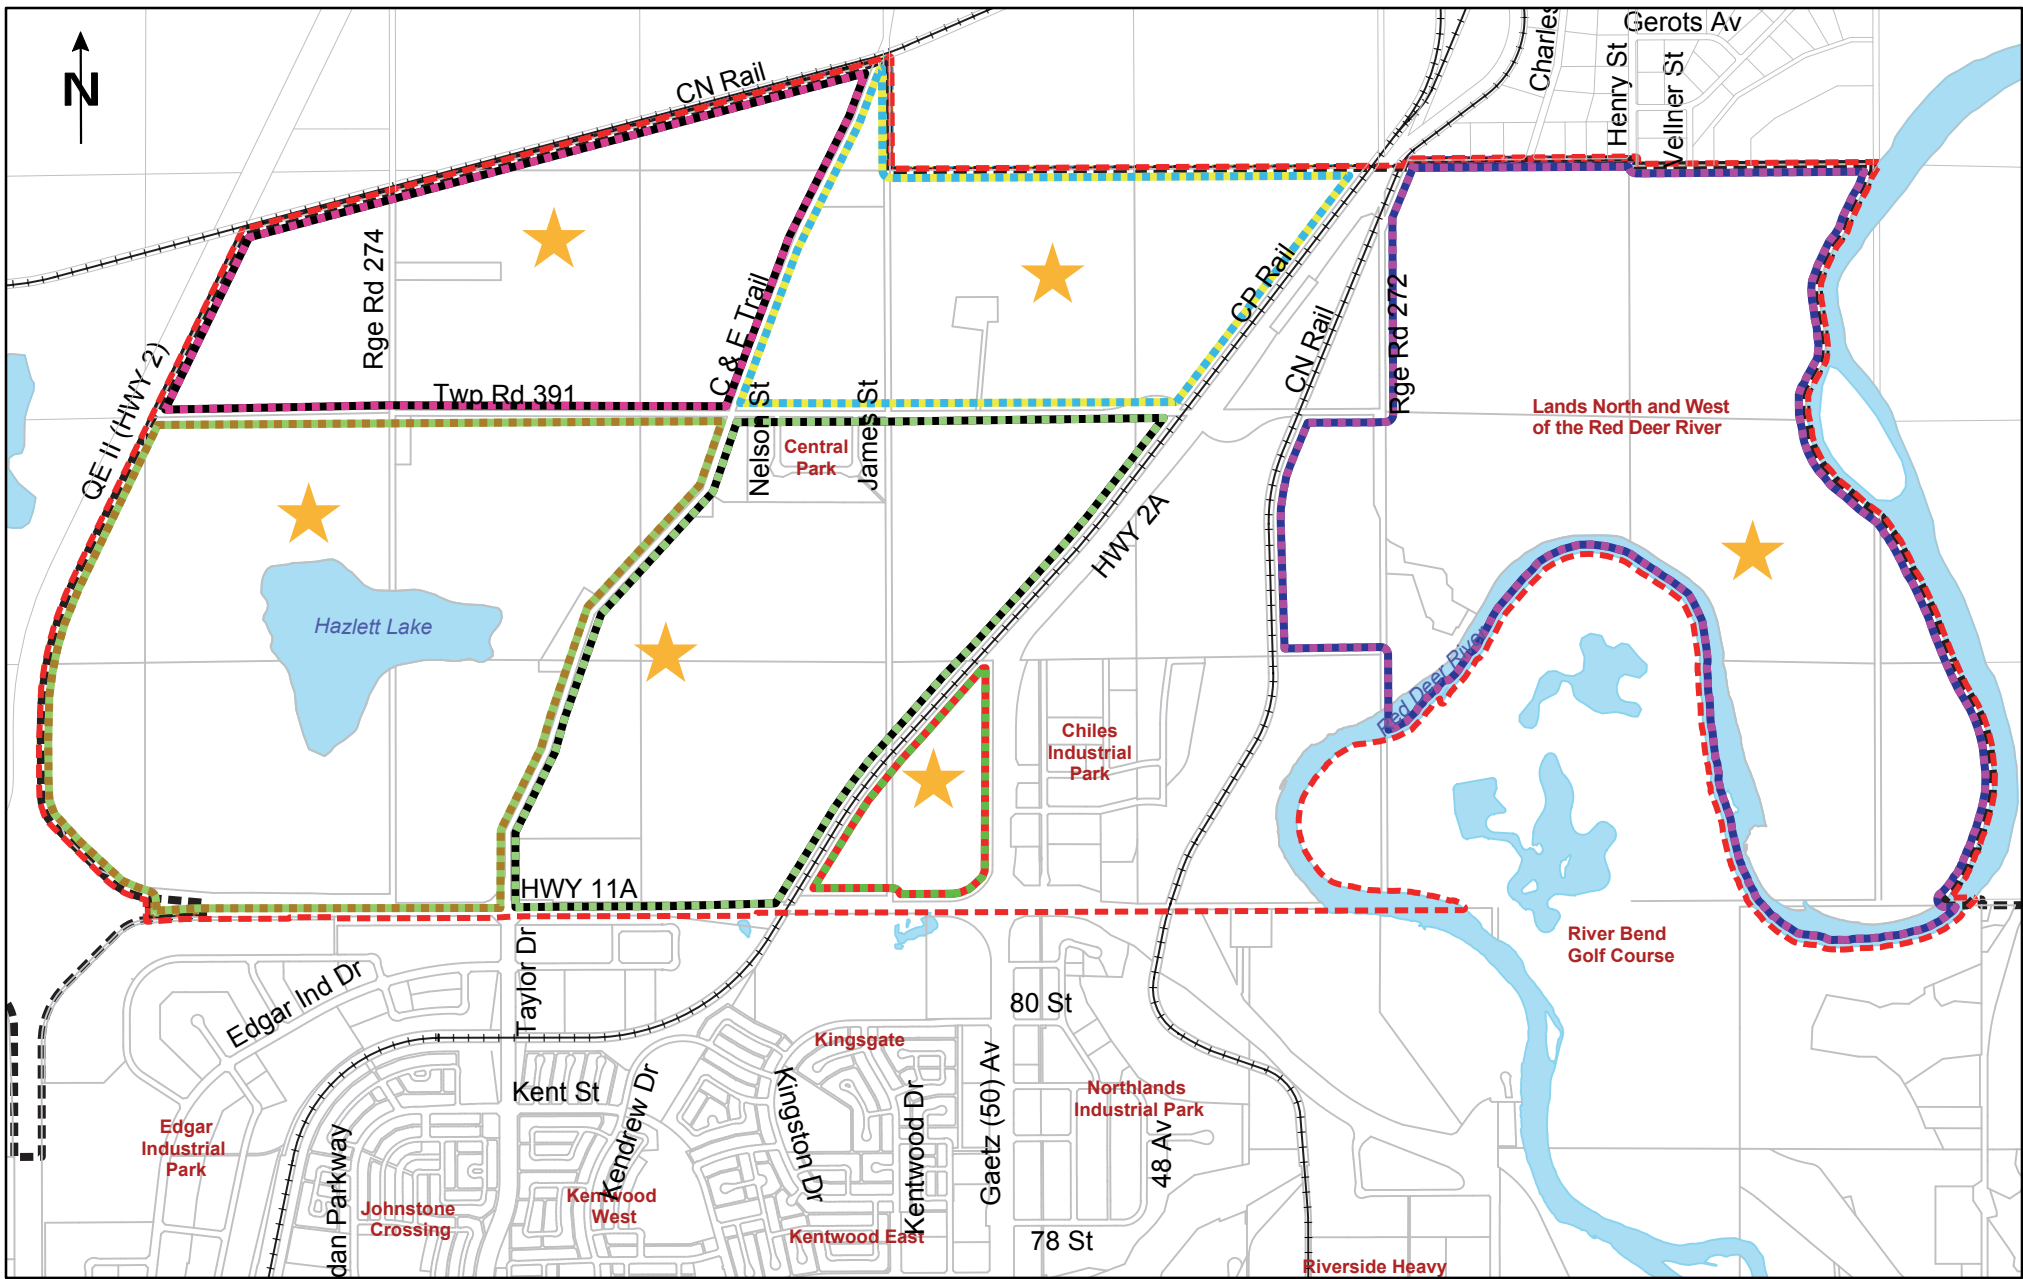 Gerots Av
Charles
Henry St
Vellner St
N
CN Rail
Rge Rd 274
C & E Trail
CP Rail
CN Rail
Rge Rd 272
QE II (HWY 2)
Twp Rd 391
Nelson St
James St
Central
Park
Lands North and West
of the Red Deer River
HWY 2A
Hazlett Lake
Red Deer River
Chiles
Industrial
Park
HWY 11A
Taylor Dr
River Bend
Golf Course
Edgar Ind Dr
80 St
Kingsgate
Kent St
Kendrew Dr
Kingston Dr
Kentwood Dr
Gaetz (50) Av
Northlands
Industrial Park
48 Av
Edgar
Industrial
Park
dan Parkway
Johnstone
Crossing
Kentwood
West
Kentwood East
78 St
Riverside Heavy